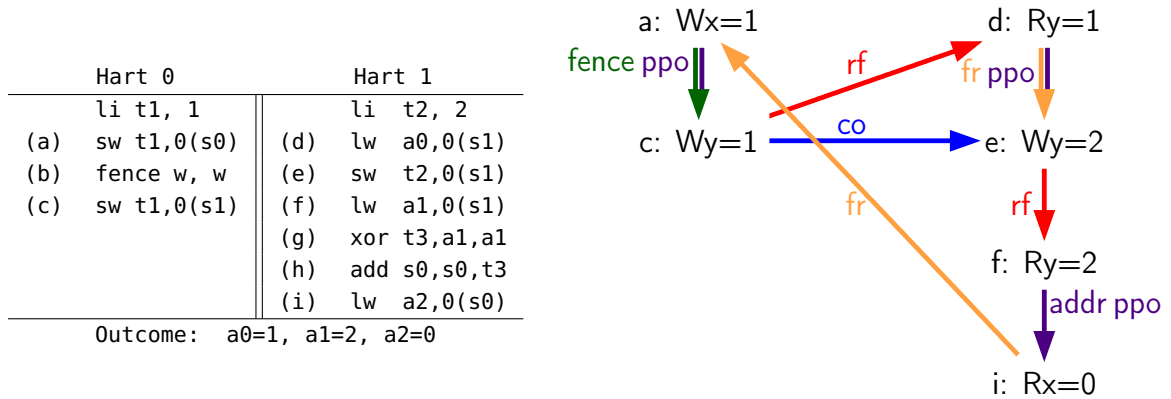 Hart 0 Hart 1
li t1, 1 li t2, 2
(a) sw t1,0(s0) (d) lw a0,0(s1)
(b) fence w, w (e) sw t2,0(s1)
(c) sw t1,0(s1) (f) lw a1,0(s1)
(g) xor t3,a1,a1
(h) add s0,s0,t3
(i) lw a2,0(s0)
Outcome: a0=1, a1=2, a2=0
a: Wx=1 d: Ry=1
fence ppo rf fr ppo
c: Wy=1 co e: Wy=2
fr rf
f: Ry=2
addr ppo
i: Rx=0